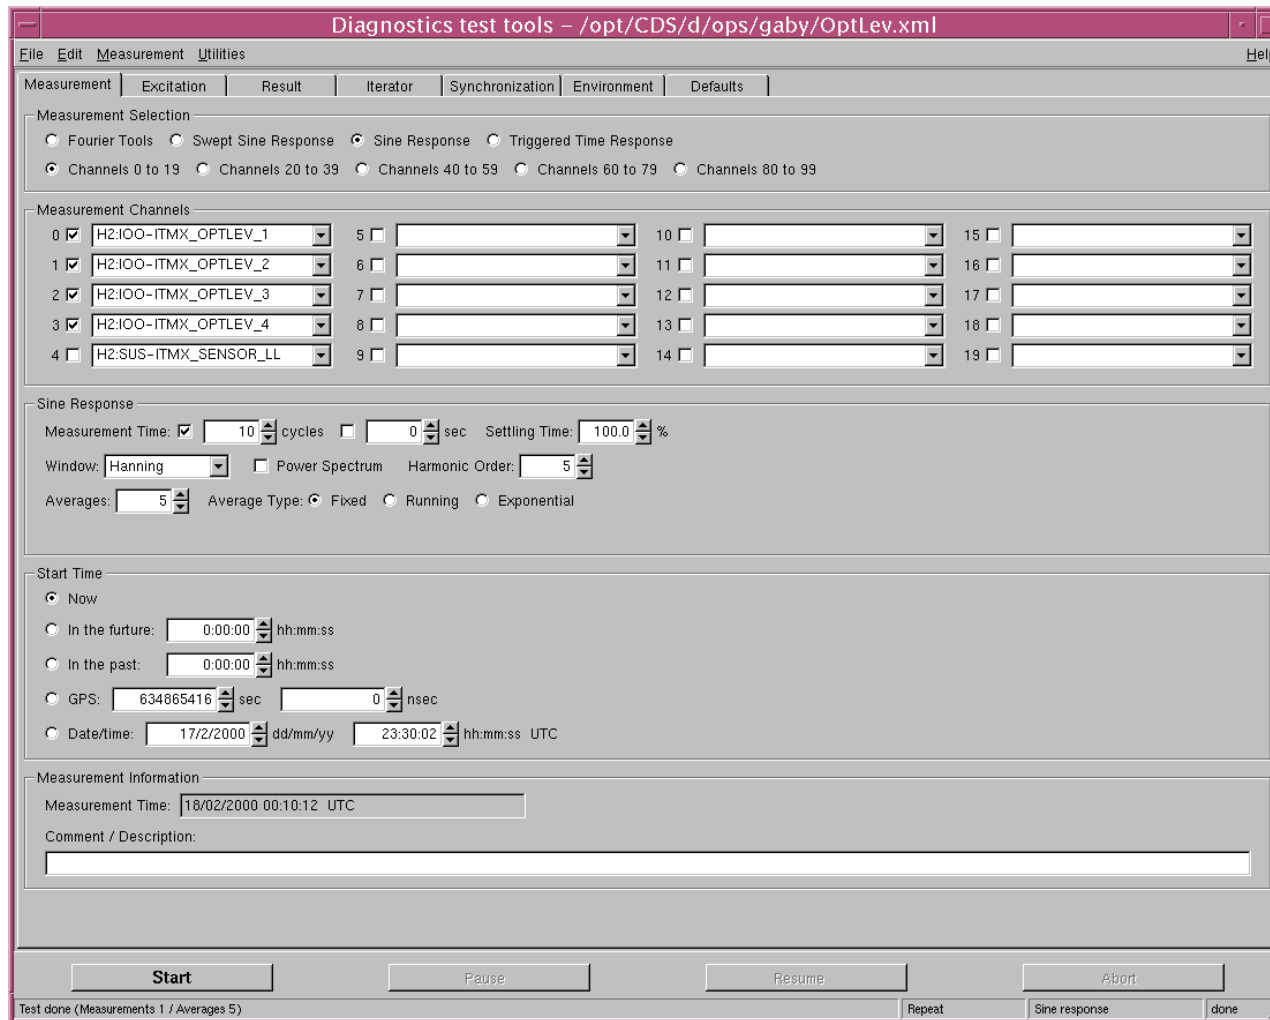 Diagnostics test tools – /opt/CDS/d/ops/gaby/OptLev.xml
File Edit Measurement Utilities Help
Measurement Excitation Result Iterator Synchronization Environment Defaults
Measurement Selection
Fourier Tools Swept Sine Response Sine Response Triggered Time Response
Channels 0 to 19 Channels 20 to 39 Channels 40 to 59 Channels 60 to 79 Channels 80 to 99
Measurement Channels
0 H2:IOO-ITMX_OPTLEV_1 5 10 15
1 H2:IOO-ITMX_OPTLEV_2 6 11 16
2 H2:IOO-ITMX_OPTLEV_3 7 12 17
3 H2:IOO-ITMX_OPTLEV_4 8 13 18
4 H2:SUS-ITMX_SENSOR_LL 9 14 19
Sine Response
Measurement Time: 10 cycles 0 sec Settling Time: 100.0 %
Window: Hanning Power Spectrum Harmonic Order: 5
Averages: 5 Average Type: Fixed Running Exponential
Start Time
Now
In the furture: 0:00:00 hh:mm:ss
In the past: 0:00:00 hh:mm:ss
GPS: 634865416 sec 0 nsec
Date/time: 17/2/2000 dd/mm/yy 23:30:02 hh:mm:ss UTC
Measurement Information
Measurement Time: 18/02/2000 00:10:12 UTC
Comment / Description:
Start Pause Resume Abort
Test done (Measurements 1 / Averages 5) Repeat Sine response done